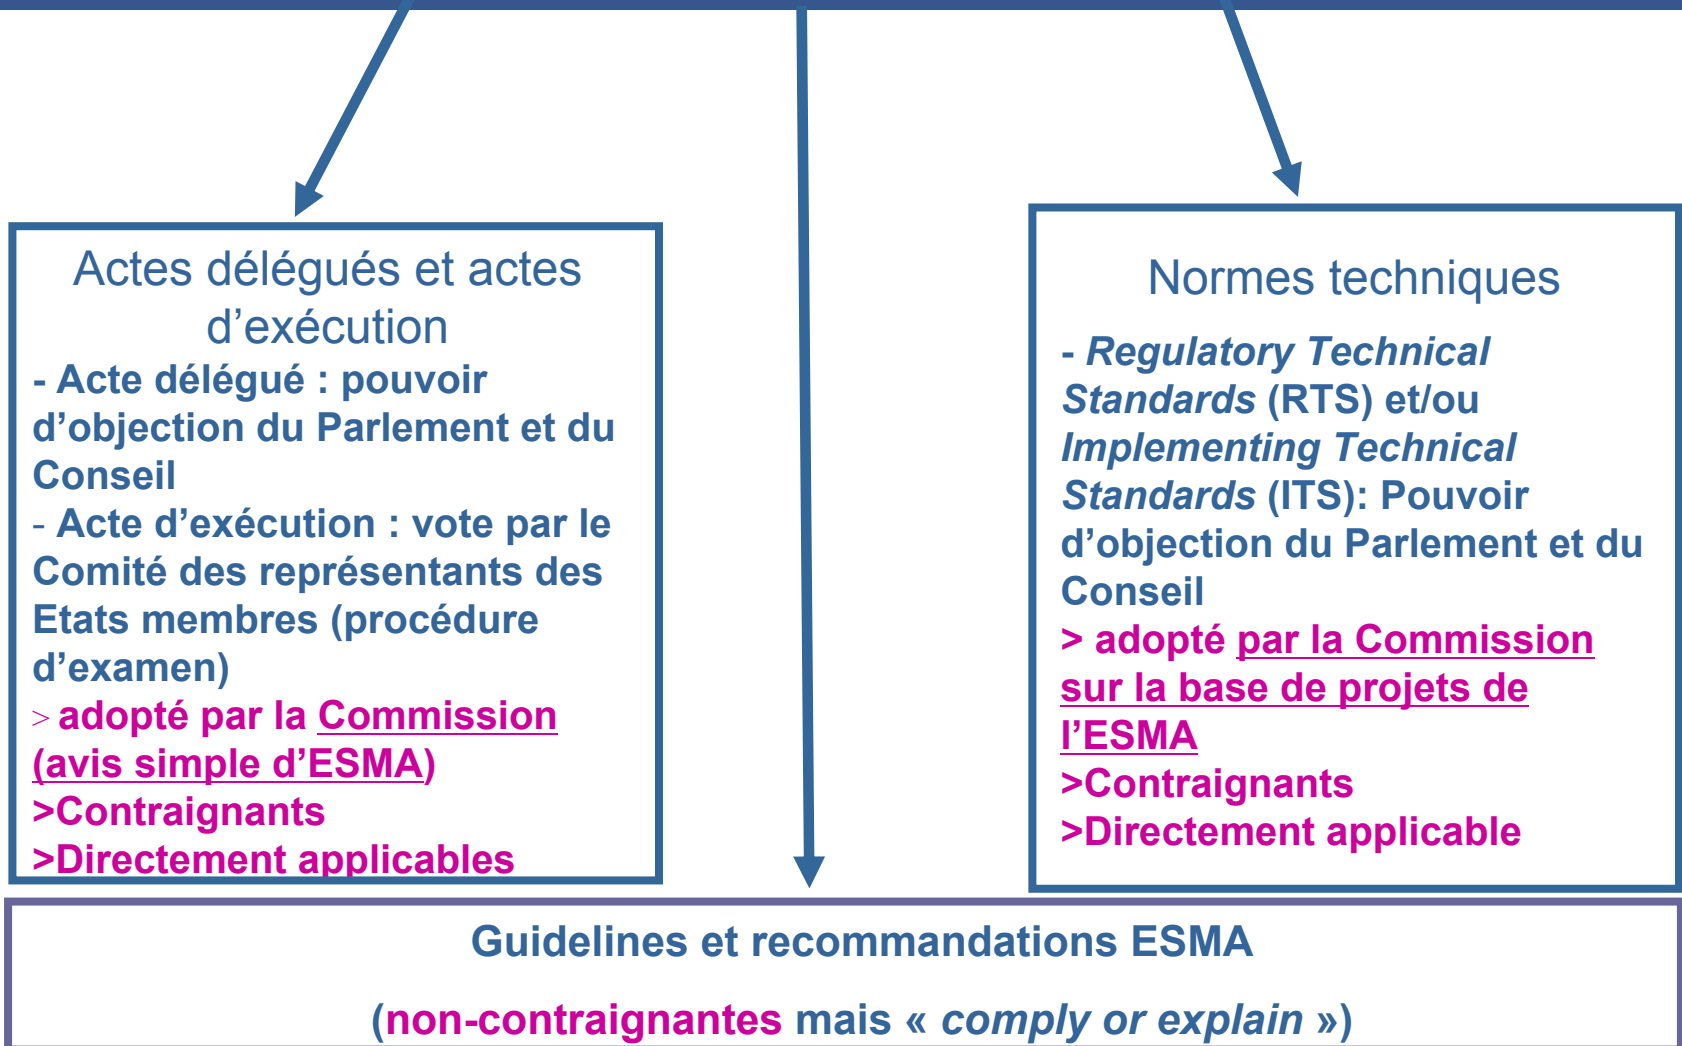 Actes délégués et actes
d’exécution
- Acte délégué : pouvoir
d’objection du Parlement et du
Conseil
- Acte d’exécution : vote par le
Comité des représentants des
Etats membres (procédure
d’examen)
> adopté par la Commission
(avis simple d’ESMA)
>Contraignants
>Directement applicables
Normes techniques
- Regulatory Technical
Standards (RTS) et/ou
Implementing Technical
Standards (ITS): Pouvoir
d’objection du Parlement et du
Conseil
> adopté par la Commission
sur la base de projets de
l’ESMA
>Contraignants
>Directement applicable
Guidelines et recommandations ESMA
(non-contraignantes mais « comply or explain »)